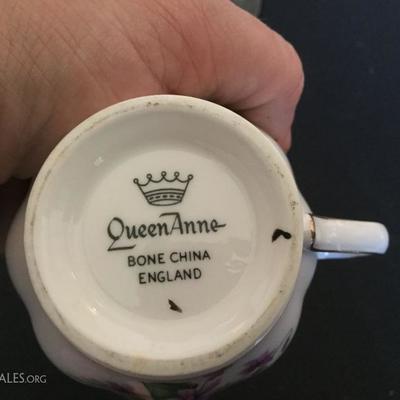 Queen Anne
BONE CHINA
ENGLAND
ALES.ORG